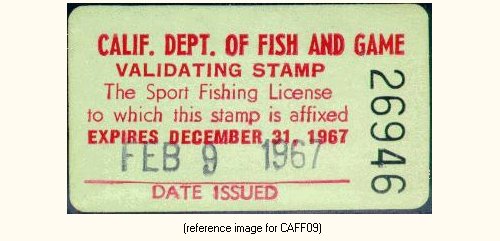 CALIF. DEPT. OF FISH AND GAME
VALIDATING STAMP
The Sport Fishing License
to which this stamp is affixed
EXPIRES DECEMBER 31, 1967
FEB 9 1967
DATE ISSUED
26946
(reference image for CAFF09)